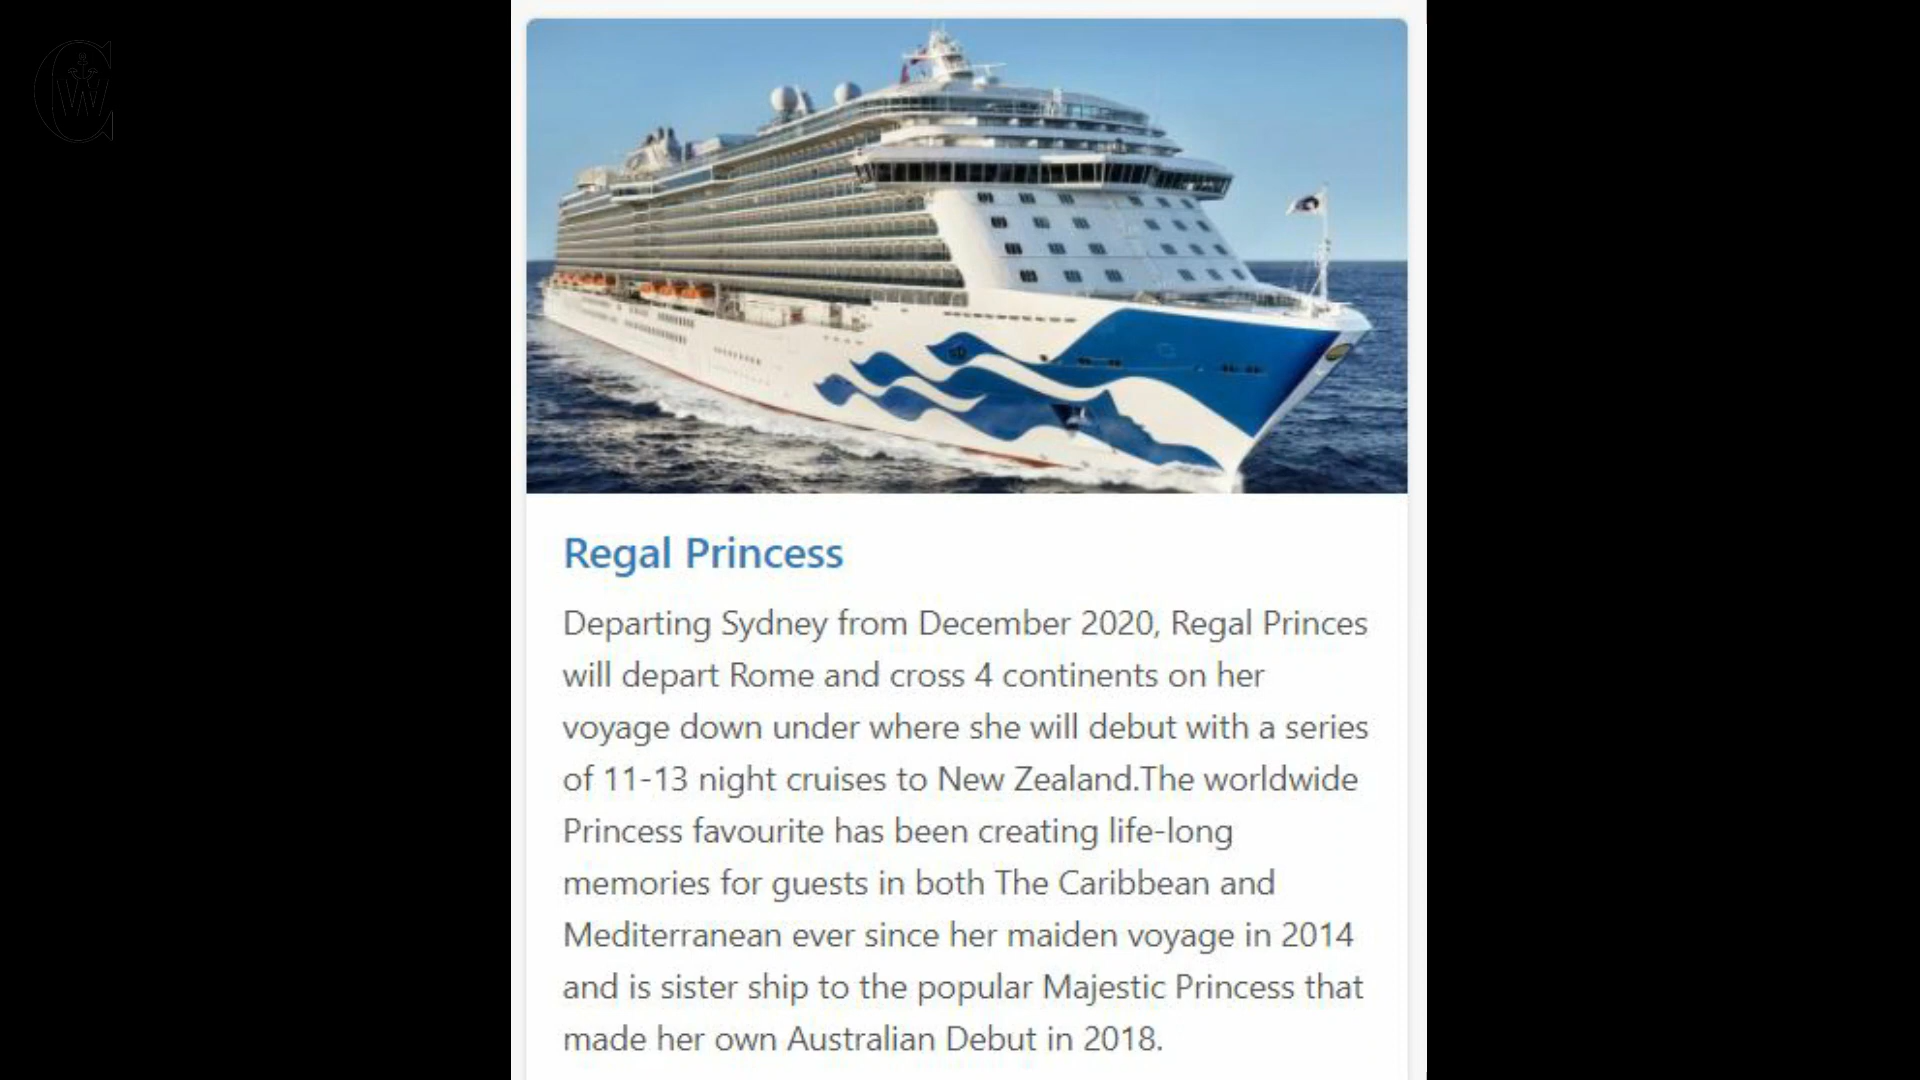 CW
Regal Princess
Departing Sydney from December 2020, Regal Princes
will depart Rome and cross 4 continents on her
voyage down under where she will debut with a series
of 11-13 night cruises to New Zealand.The worldwide
Princess favourite has been creating life-long
memories for guests in both The Caribbean and
Mediterranean ever since her maiden voyage in 2014
and is sister ship to the popular Majestic Princess that
made her own Australian Debut in 2018.